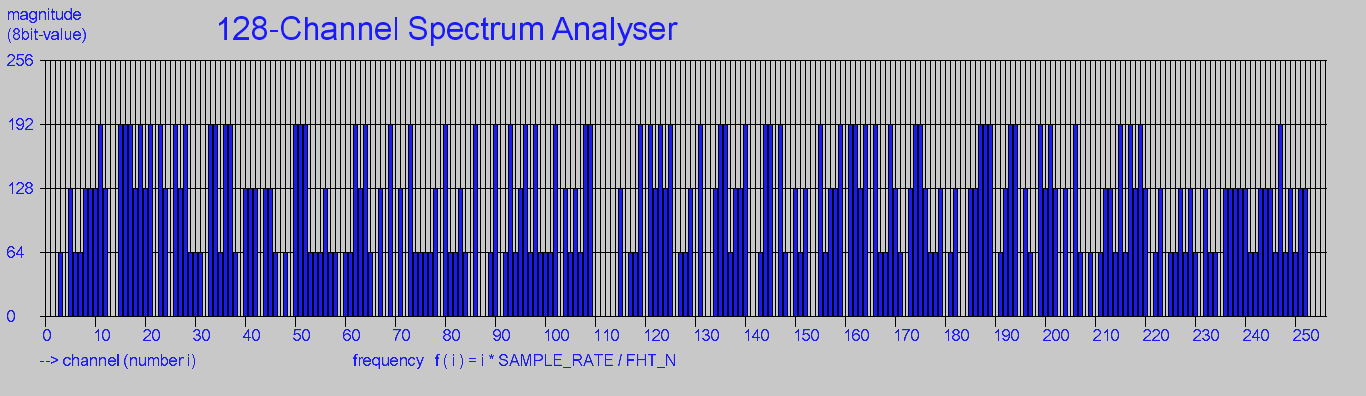 magnitude
(8bit-value)
128-Channel Spectrum Analyser
256
192
128
64
0
0 10 20 30 40 50 60 70 80 90 100 110 120 130 140 150 160 170 180 190 200 210 220 230 240 250
--> channel (number i) frequency f ( i ) = i * SAMPLE_RATE / FHT_N